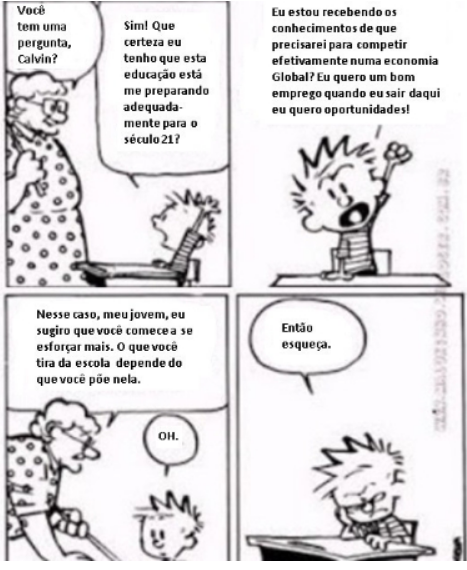 Você
tem uma
pergunta,
Calvin?
Sim! Que
certeza eu
tenho que esta
educação está
me preparando
adequada-
mente para o
século 21?
Eu estou recebendo os
conhecimentos de que
precisarei para competir
efetivamente numa economia
Global? Eu quero um bom
emprego quando eu sair daqui
eu quero oportunidades!
Nesse caso, meu jovem, eu
sugiro que você comece a se
esforçar mais. O que você
tira da escola depende do
que você põe nela.
OH.
Então
esqueça.